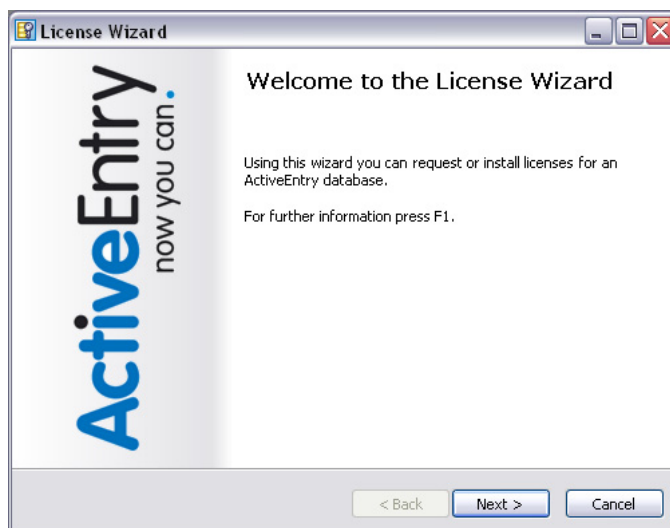 License Wizard
ActiveEntry
now you can.
Welcome to the License Wizard
Using this wizard you can request or install licenses for an
ActiveEntry database.
For further information press F1.
< Back
Next >
Cancel